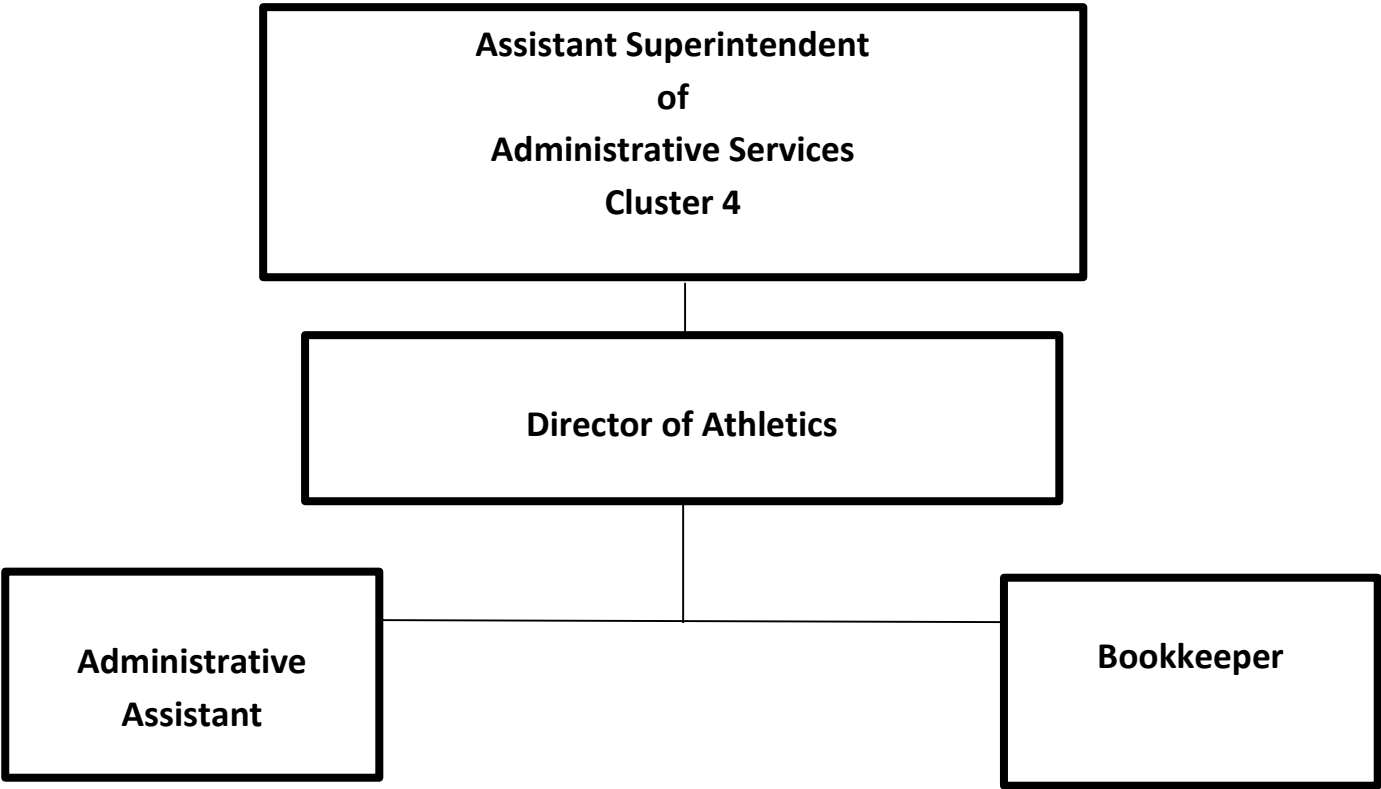 Assistant Superintendent
of
Administrative Services
Cluster 4
Director of Athletics
Administrative
Assistant
Bookkeeper